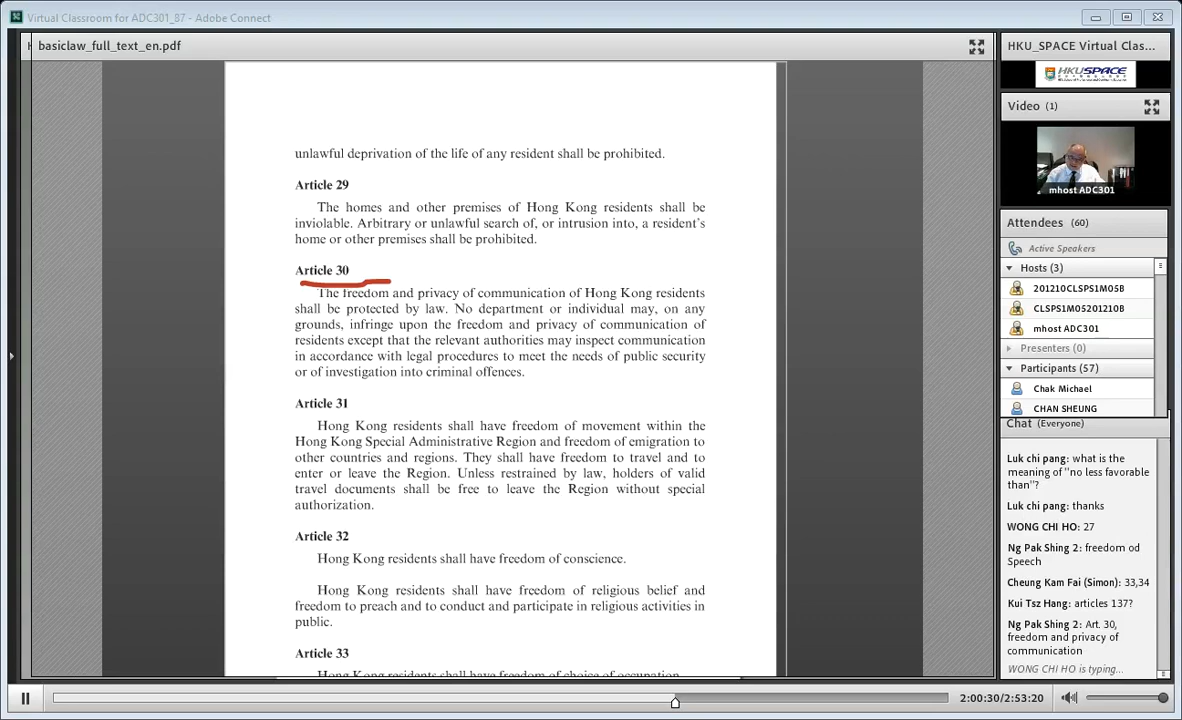 Virtual Classroom for ADC301_87 - Adobe Connect
basiclaw_full_text_en.pdf
unlawful deprivation of the life of any resident shall be prohibited.
Article 29
The homes and other premises of Hong Kong residents shall be
inviolable. Arbitrary or unlawful search of, or intrusion into, a resident's
home or other premises shall be prohibited.
Article 30
The freedom and privacy of communication of Hong Kong residents
shall be protected by law. No department or individual may, on any
grounds, infringe upon the freedom and privacy of communication of
residents except that the relevant authorities may inspect communication
in accordance with legal procedures to meet the needs of public security
or of investigation into criminal offences.
Article 31
Hong Kong residents shall have freedom of movement within the
Hong Kong Special Administrative Region and freedom of emigration to
other countries and regions. They shall have freedom to travel and to
enter or leave the Region. Unless restrained by law, holders of valid
travel documents shall be free to leave the Region without special
authorization.
Article 32
Hong Kong residents shall have freedom of conscience.
Hong Kong residents shall have freedom of religious belief and
freedom to preach and to conduct and participate in religious activities in
public.
Article 33
Hong Kong residents shall have freedom of choice of occupation.
HKU_SPACE Virtual Clas...
HKUSPACE
Video (1)
mhost ADC301
Attendees (60)
Active Speakers
Hosts (3)
201210CLSPS1M05B
CLSPS1M05201210B
mhost ADC301
Presenters (0)
Participants (57)
Chak Michael
CHAN SHEUNG
Chat (Everyone)
Luk chi pang: what is the
meaning of "no less favorable
than"?
Luk chi pang: thanks
WONG CHI HO: 27
Ng Pak Shing 2: freedom od
Speech
Cheung Kam Fai (Simon): 33,34
Kui Tsz Hang: articles 137?
Ng Pak Shing 2: Art. 30,
freedom and privacy of
communication
WONG CHI HO is typing...
2:00:30/2:53:20